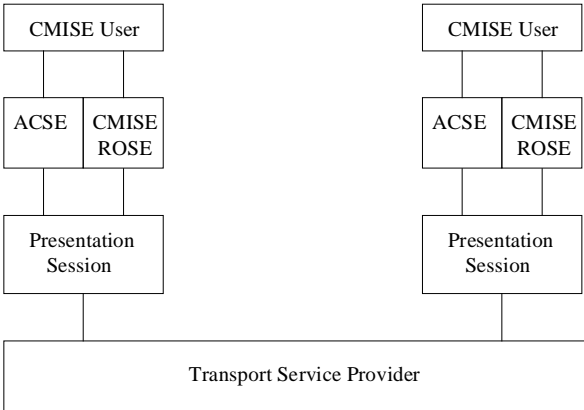 CMISE User
CMISE User
ACSE
CMISE
ROSE
ACSE
CMISE
ROSE
Presentation
Session
Presentation
Session
Transport Service Provider